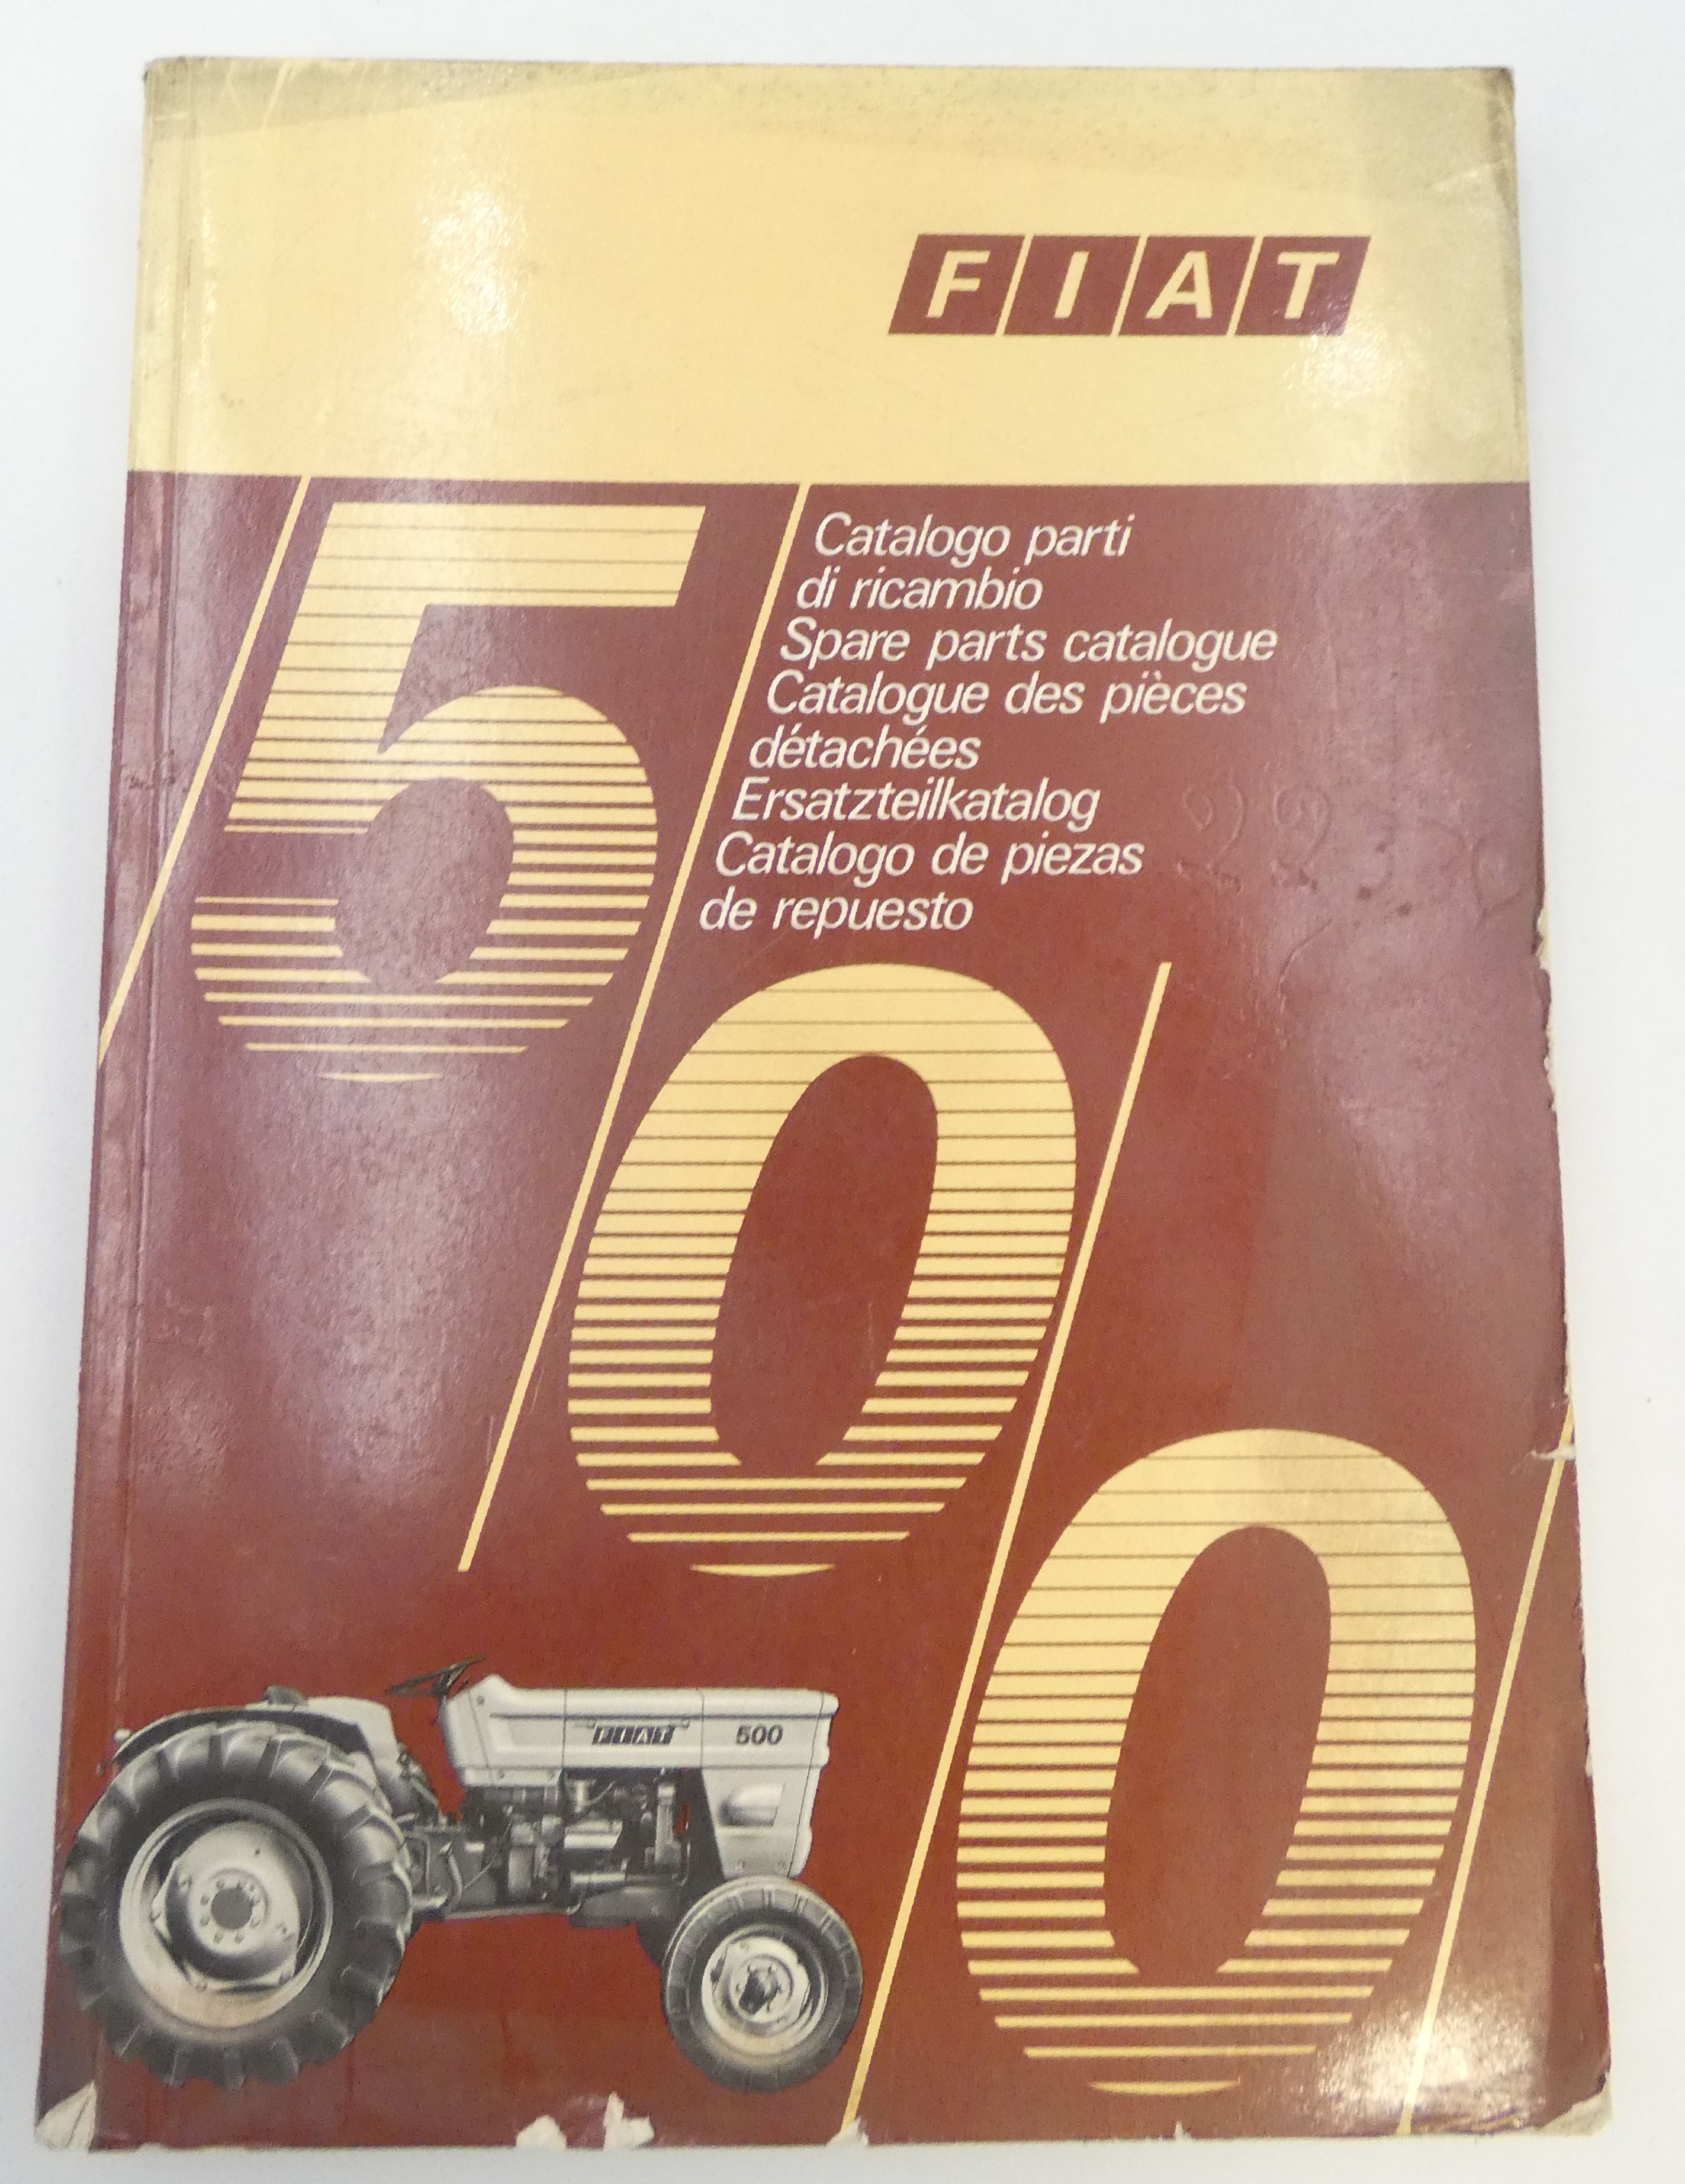 FIAT
500
Catalogo parti
di ricambio
Spare parts catalogue
Catalogue des pièces
détachées
Ersatzteilkatalog
Catalogo de piezas
de repuesto
FIAT 500